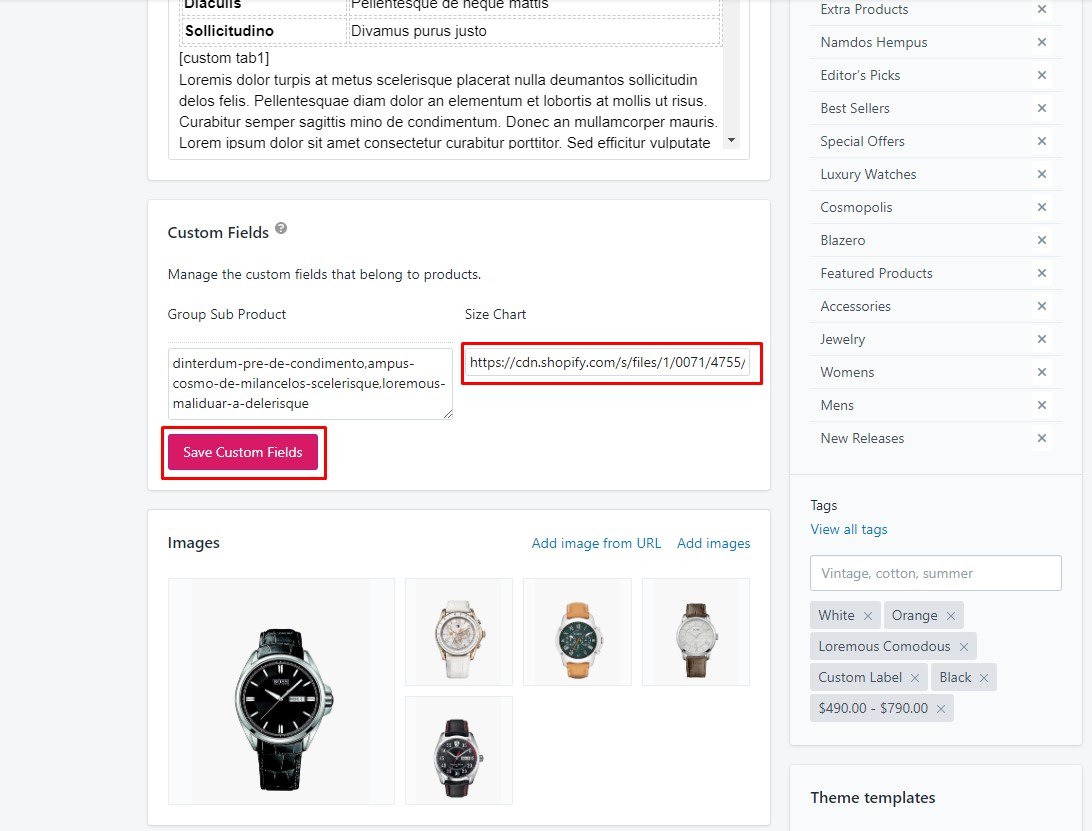 Diaculis Pellentesque de neque mattis
Sollicitudino Divamus purus justo
[custom tab1]
Loremis dolor turpis at metus scelerisque placerat nulla deumantos sollicitudin
delos felis. Pellentesquae diam dolor an elementum et lobortis at mollis ut risus.
Curabitur semper sagittis mino de condimentum. Donec an mullamcorper mauris.
Lorem ipsum dolor sit amet consectetur curabitur porttitor. Sed efficitur vulputate
Custom Fields
Manage the custom fields that belong to products.
Group Sub Product
dinterdum-pre-de-condimento,ampus-
cosmo-de-milancelos-scelerisque,loremous-
maliduar-a-delerisque
Size Chart
https://cdn.shopify.com/s/files/1/0071/4755/
Save Custom Fields
Images
Add image from URL
Add images
BOSS
Extra Products
Namdos Hempus
Editor's Picks
Best Sellers
Special Offers
Luxury Watches
Cosmopolis
Blazero
Featured Products
Accessories
Jewelry
Womens
Mens
New Releases
Tags
View all tags
Vintage, cotton, summer
White
Orange
Loremous Comodous
Custom Label
Black
$490.00 - $790.00
Theme templates